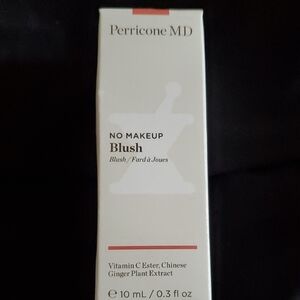 Perricone MD
NO MAKEUP
Blush
Blush / Fard à Joues
Vitamin C Ester, Chinese
Ginger Plant Extract
℮ 10 mL / 0.3 fl oz